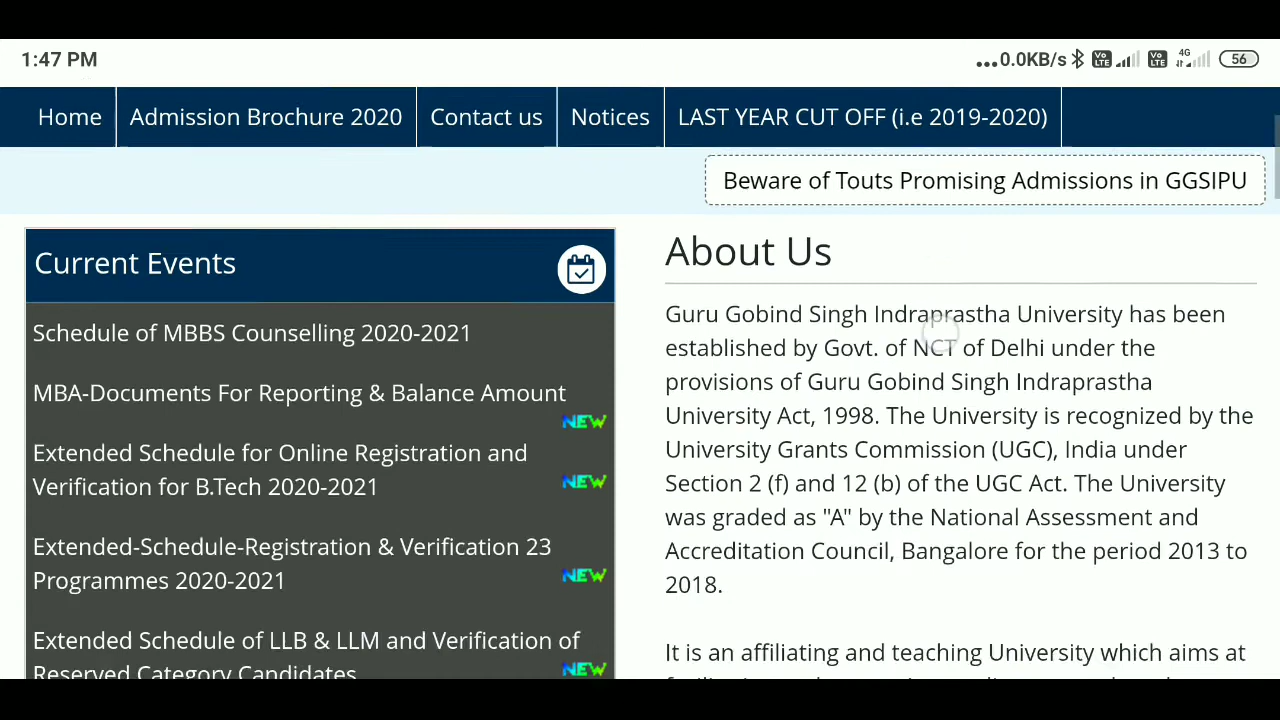 1:47 PM
...0.0KB/s Vo LTE Vo LTE 4G 56
Home Admission Brochure 2020 Contact us Notices LAST YEAR CUT OFF (i.e 2019-2020)
Beware of Touts Promising Admissions in GGSIPU
Current Events
Schedule of MBBS Counselling 2020-2021
MBA-Documents For Reporting & Balance Amount
NEW
Extended Schedule for Online Registration and
Verification for B.Tech 2020-2021 NEW
Extended-Schedule-Registration & Verification 23
Programmes 2020-2021 NEW
Extended Schedule of LLB & LLM and Verification of
Reserved Category Candidates NEW
About Us
Guru Gobind Singh Indraprastha University has been
established by Govt. of NCT of Delhi under the
provisions of Guru Gobind Singh Indraprastha
University Act, 1998. The University is recognized by the
University Grants Commission (UGC), India under
Section 2 (f) and 12 (b) of the UGC Act. The University
was graded as "A" by the National Assessment and
Accreditation Council, Bangalore for the period 2013 to
2018.
It is an affiliating and teaching University which aims at